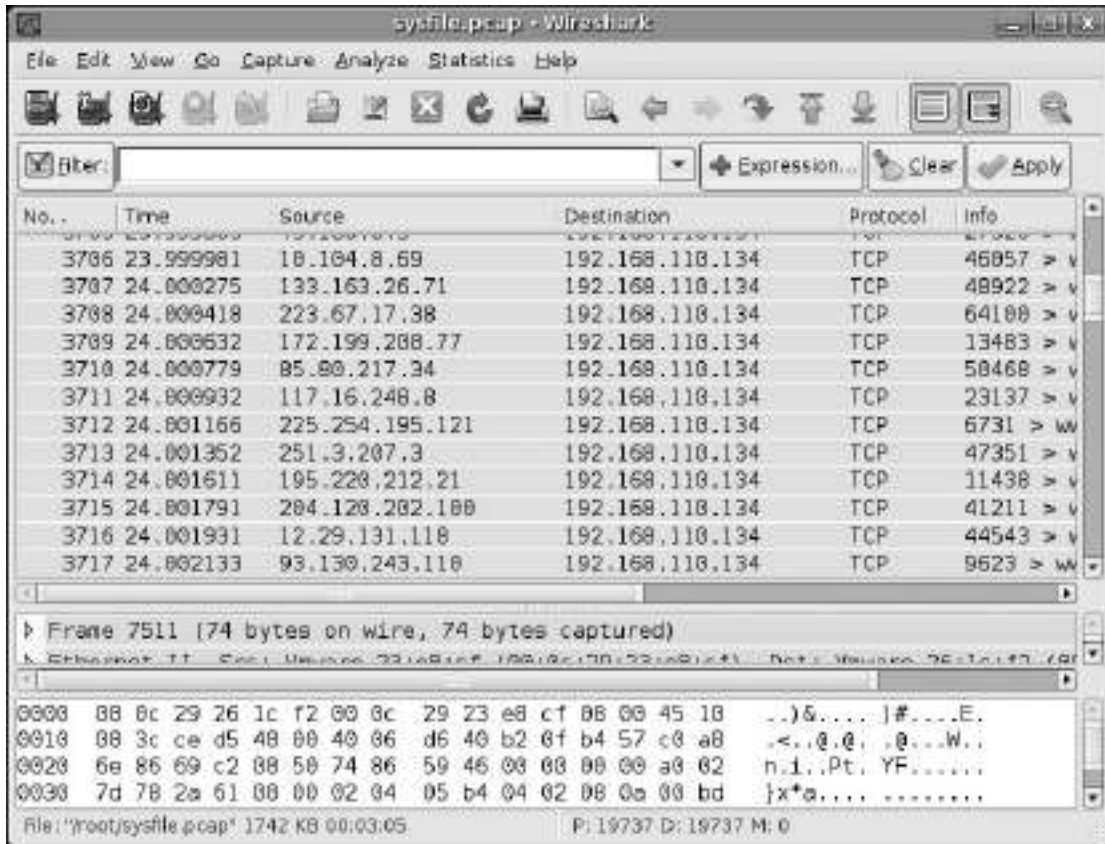 sysfile.pcap - Wireshark
File Edit View Go Capture Analyze Statistics Help
Filter: Expression... Clear Apply
No. . Time Source Destination Protocol Info
3706 23.999981 10.104.8.69 192.168.110.134 TCP 46057 >
3707 24.000275 133.163.26.71 192.168.110.134 TCP 48922 >
3708 24.000418 223.67.17.38 192.168.110.134 TCP 64100 >
3709 24.000632 172.199.208.77 192.168.110.134 TCP 13483 >
3710 24.000779 85.80.217.34 192.168.110.134 TCP 50468 >
3711 24.000932 117.16.248.8 192.168.110.134 TCP 23137 >
3712 24.001166 225.254.195.121 192.168.110.134 TCP 6731 >
3713 24.001352 251.3.207.3 192.168.110.134 TCP 47351 >
3714 24.001611 195.220.212.21 192.168.110.134 TCP 11438 >
3715 24.001791 204.120.202.100 192.168.110.134 TCP 41211 >
3716 24.001931 12.29.131.118 192.168.110.134 TCP 44543 >
3717 24.002133 93.130.243.110 192.168.110.134 TCP 9623 >
Frame 7511 (74 bytes on wire, 74 bytes captured)
0000 00 0c 29 26 1c f2 00 0c 29 23 e8 cf 08 00 45 10 ..)&.... )#....E.
0010 00 3c ce d5 40 00 40 06 d6 40 b2 0f b4 57 c0 a8 .<..@.@. .@...W..
0020 6e 86 69 c2 00 50 74 86 59 46 00 00 00 00 a0 02 n.i..Pt. YF......
0030 7d 78 2a 61 00 00 02 04 05 b4 04 02 08 0a 00 bd }x*a.... ........
File: "/root/sysfile.pcap" 1742 KB 00:03:05 P: 19737 D: 19737 M: 0